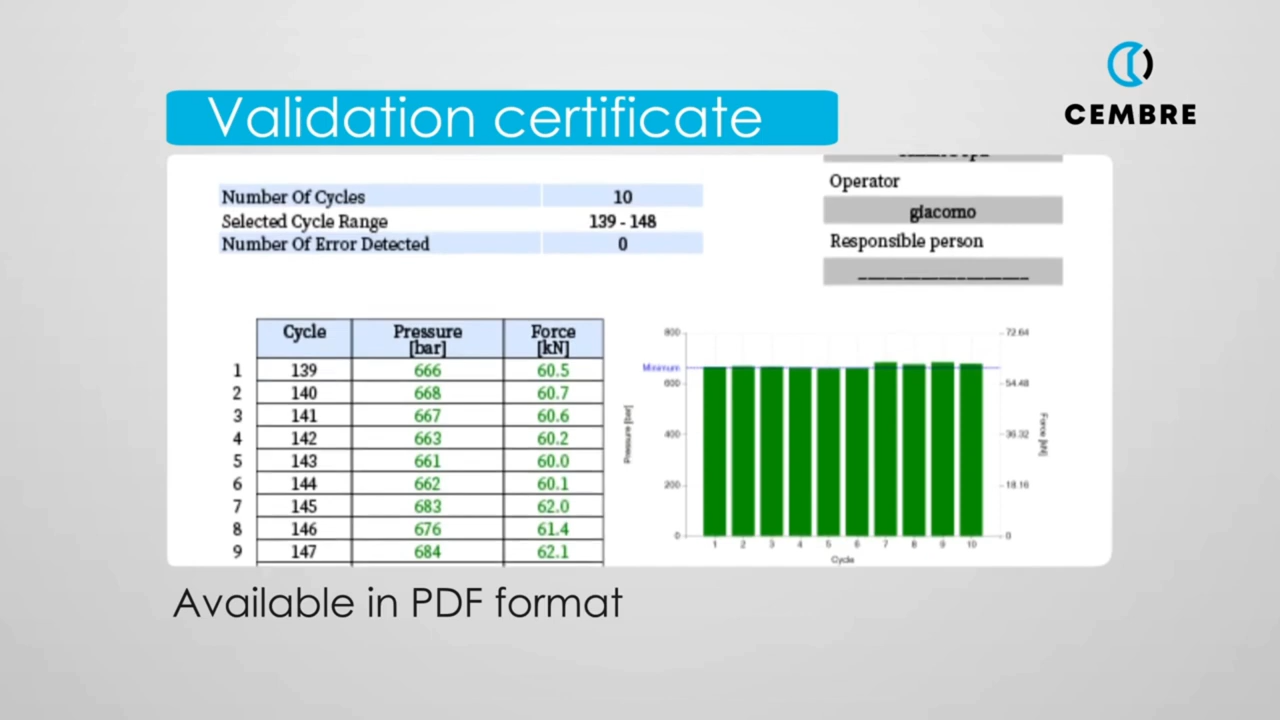 CEMBRE
Validation certificate
Number Of Cycles 10
Selected Cycle Range 139 - 148
Number Of Error Detected 0
Operator
giacomo
Responsible person
Cycle Pressure [bar] Force [kN]
1 139 666 60.5
2 140 668 60.7
3 141 667 60.6
4 142 663 60.2
5 143 661 60.0
6 144 662 60.1
7 145 683 62.0
8 146 676 61.4
9 147 684 62.1
800 72.64
Minimum
600 54.48
400 36.32
200 18.16
0 0
Pressure [bar]
Force [kN]
1 2 3 4 5 6 7 8 9 10
Cycle
Available in PDF format